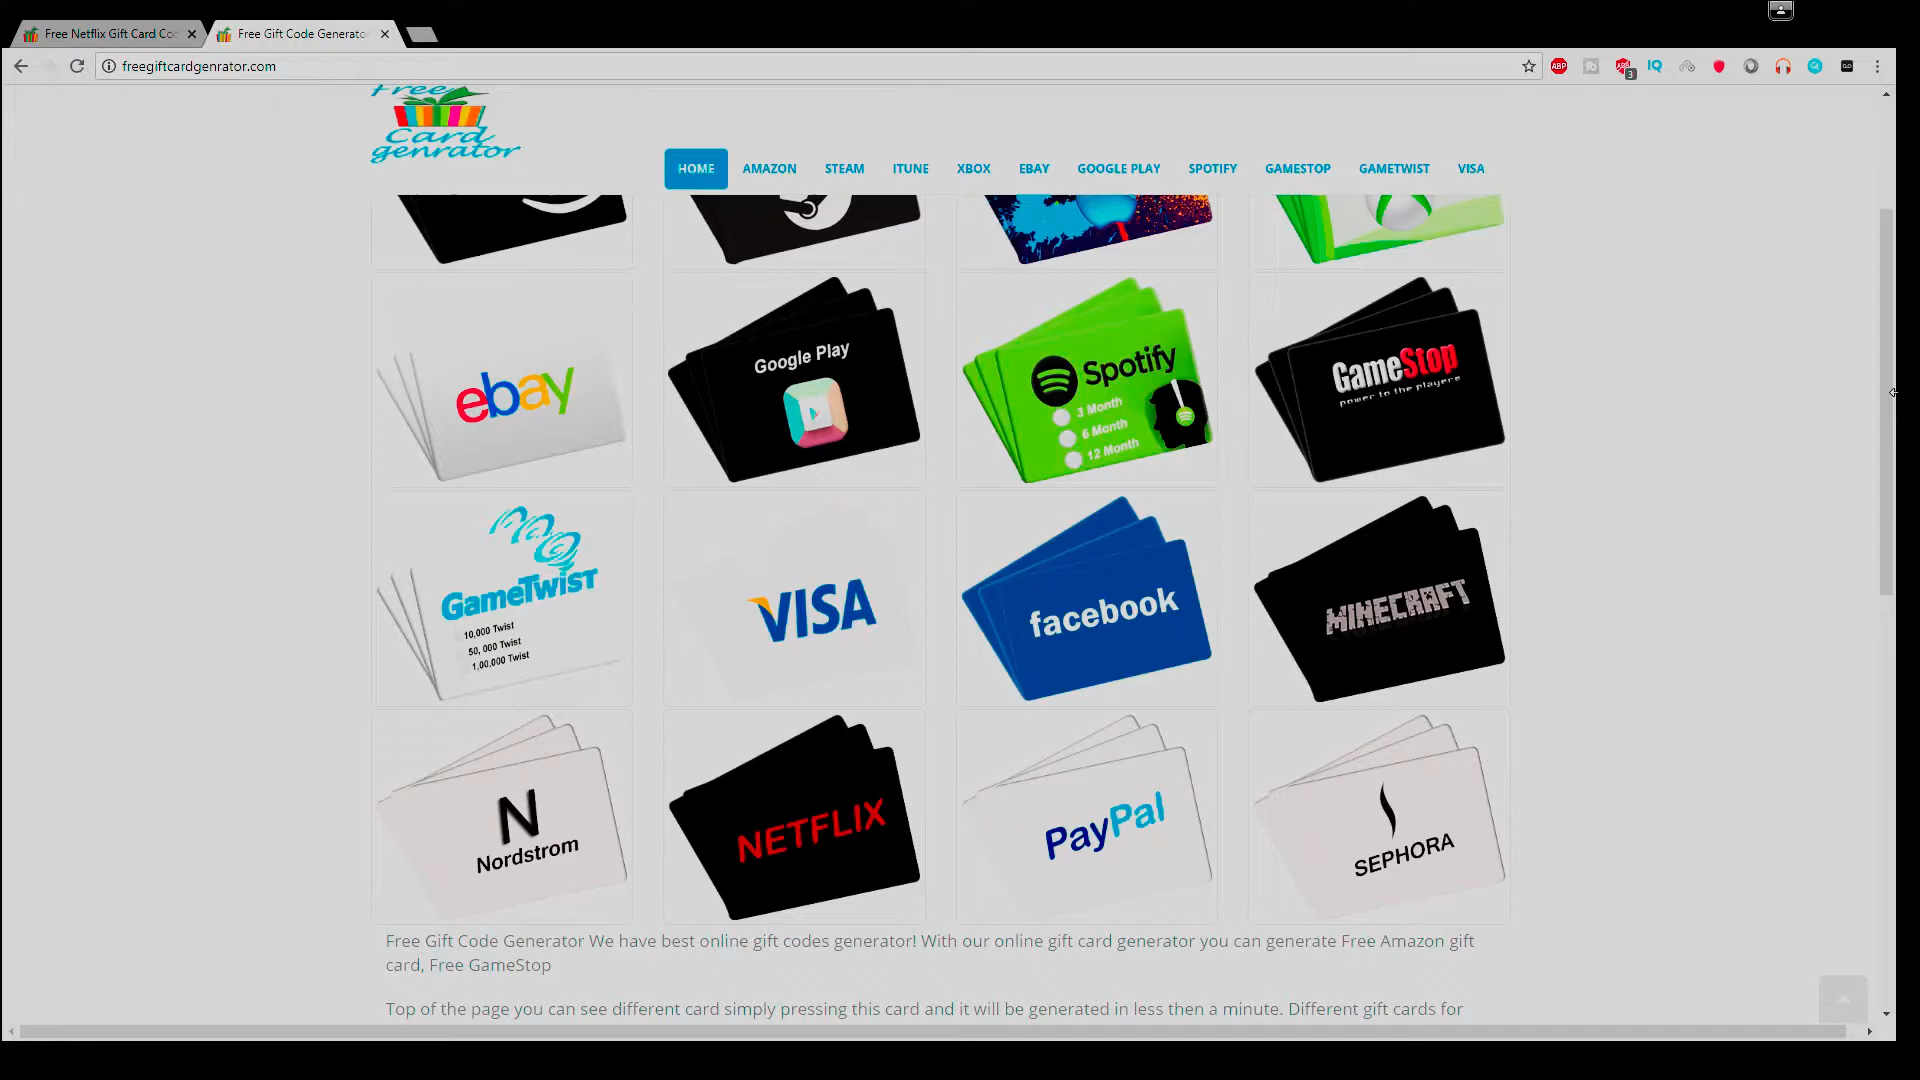 Free Netflix Gift Card Co
Free Gift Code Generato
freegiftcardgenrator.com
ABP
3
IQ
Free
Card
genrator
HOME
AMAZON
STEAM
ITUNE
XBOX
EBAY
GOOGLE PLAY
SPOTIFY
GAMESTOP
GAMETWIST
VISA
ebay
Google Play
Spotify
3 Month
6 Month
12 Month
GameStop
power to the players
GameTwist
10,000 Twist
50, 000 Twist
1,00,000 Twist
VISA
facebook
MINECRAFT
N
Nordstrom
NETFLIX
PayPal
SEPHORA
Free Gift Code Generator We have best online gift codes generator! With our online gift card generator you can generate Free Amazon gift
card, Free GameStop
Top of the page you can see different card simply pressing this card and it will be generated in less then a minute. Different gift cards for